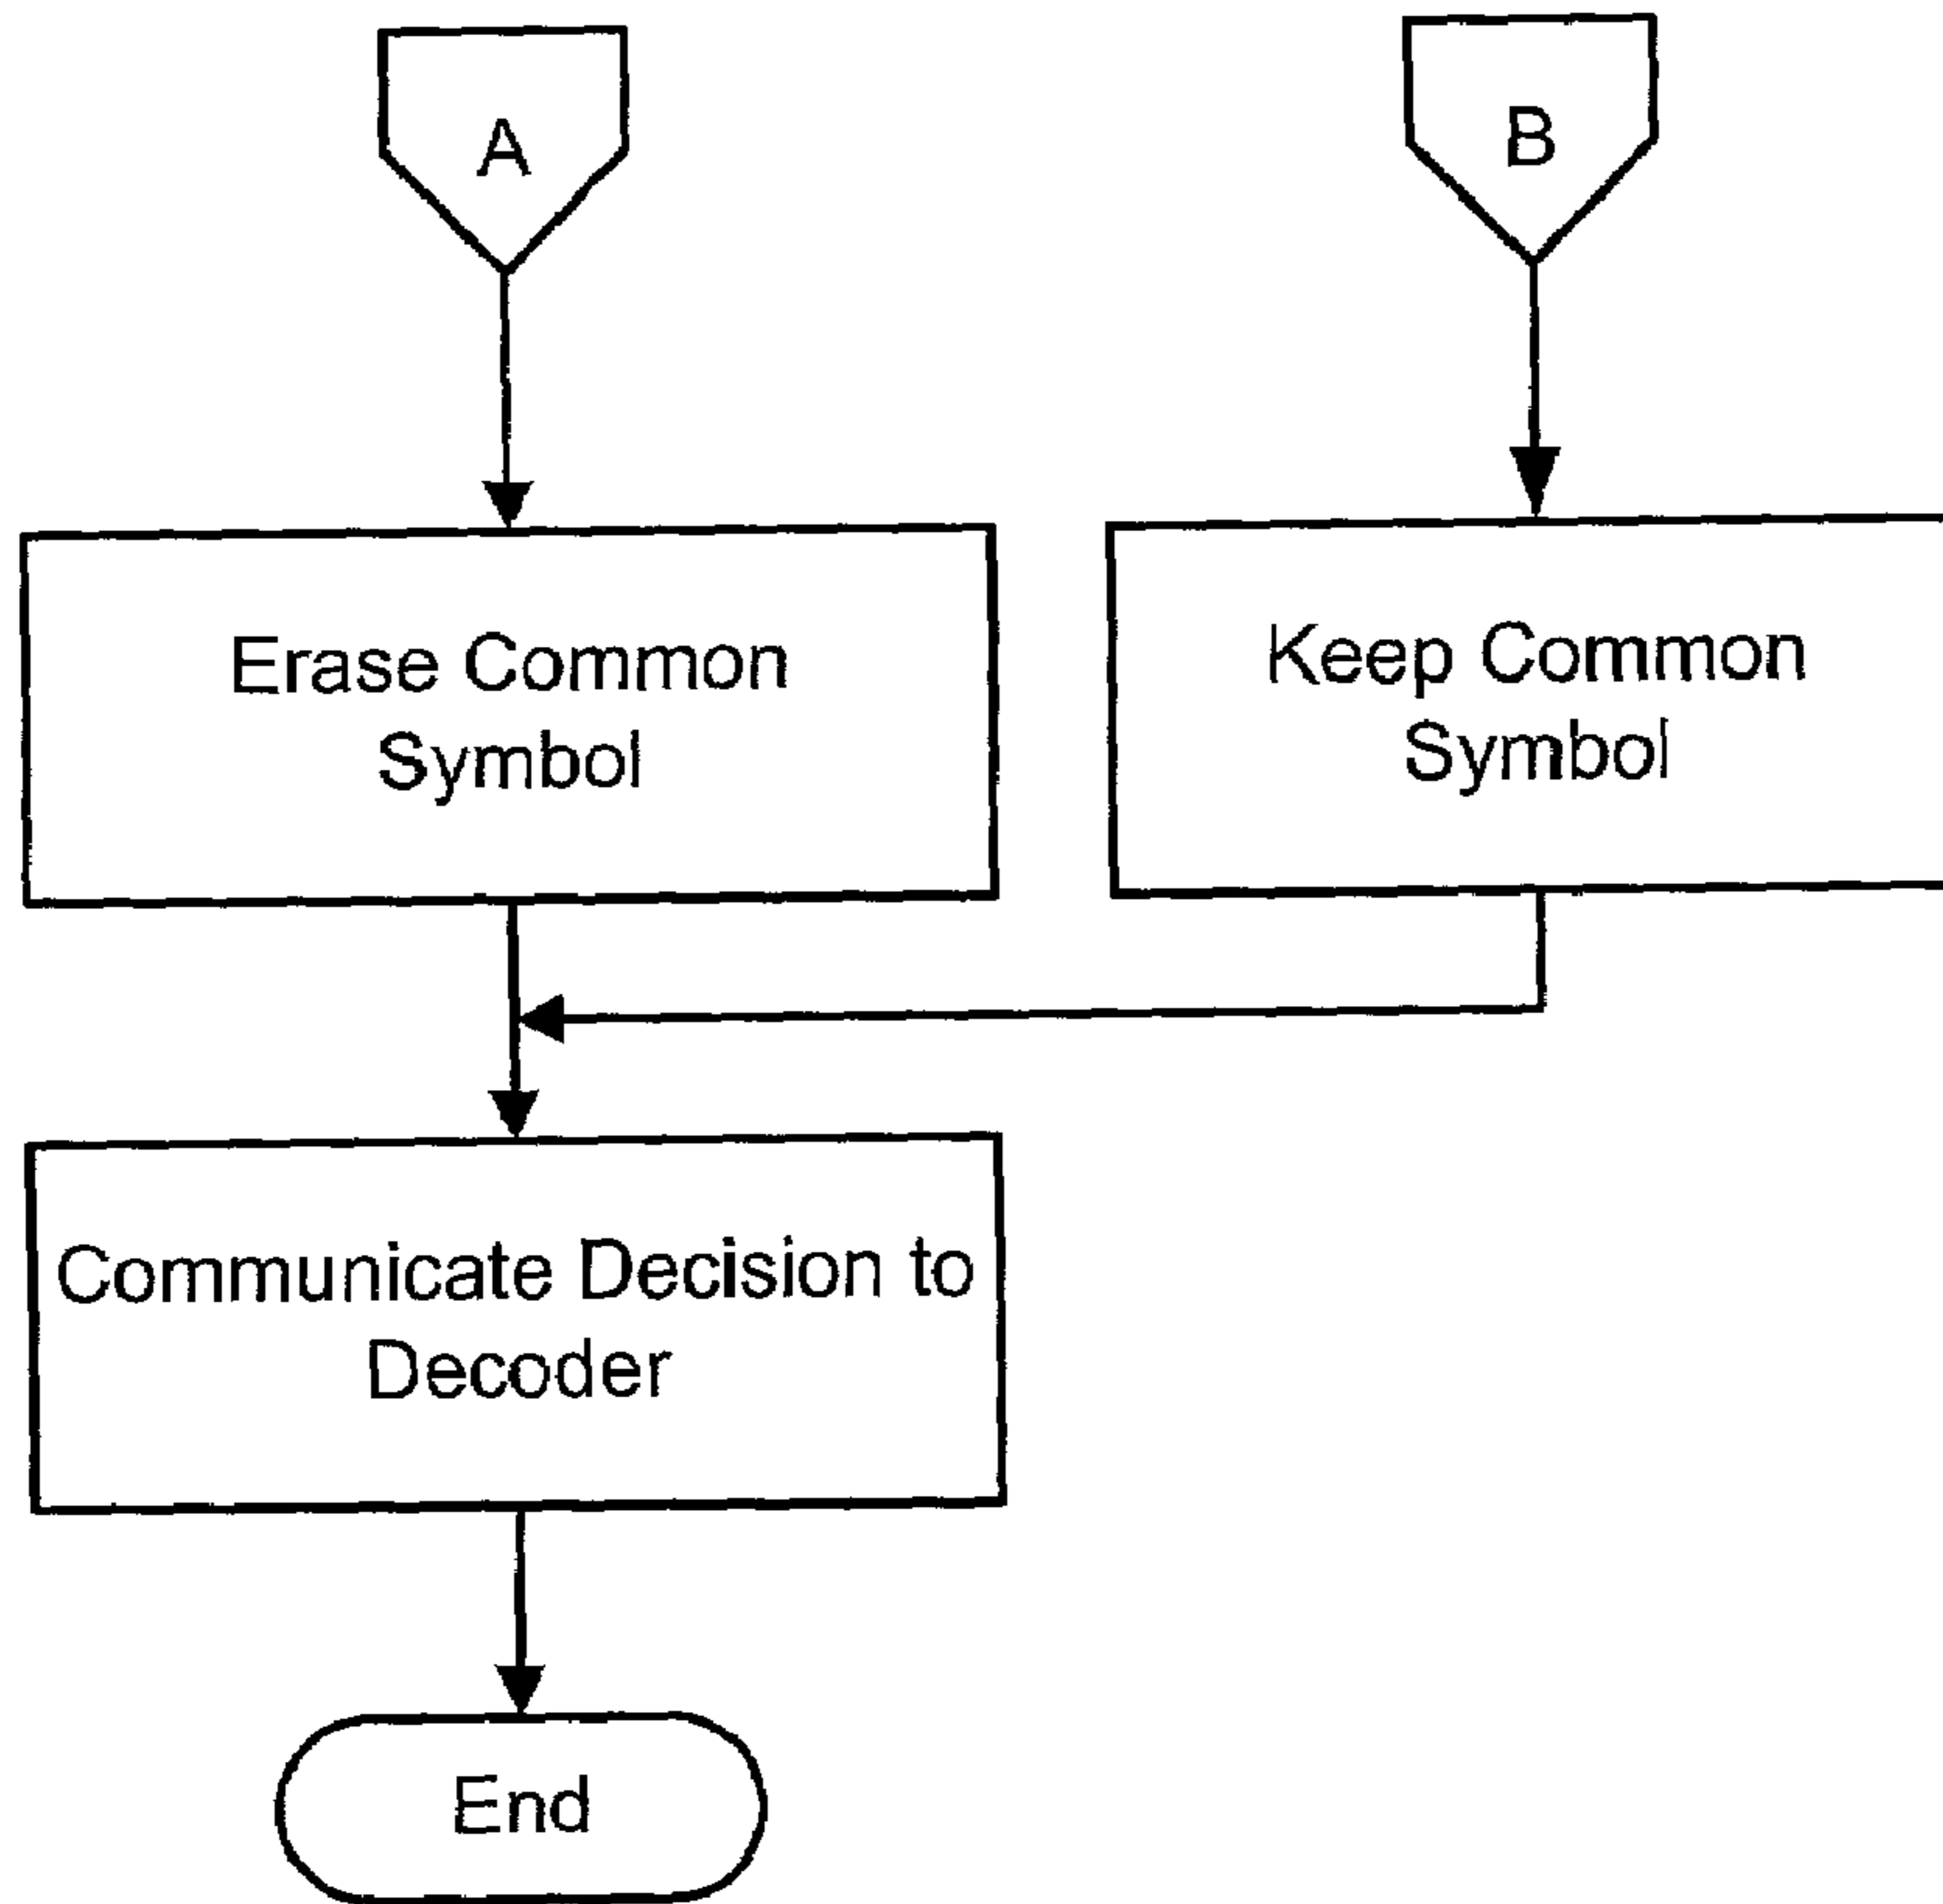 A
B
Erase Common
Symbol
Keep Common
Symbol
Communicate Decision to
Decoder
End